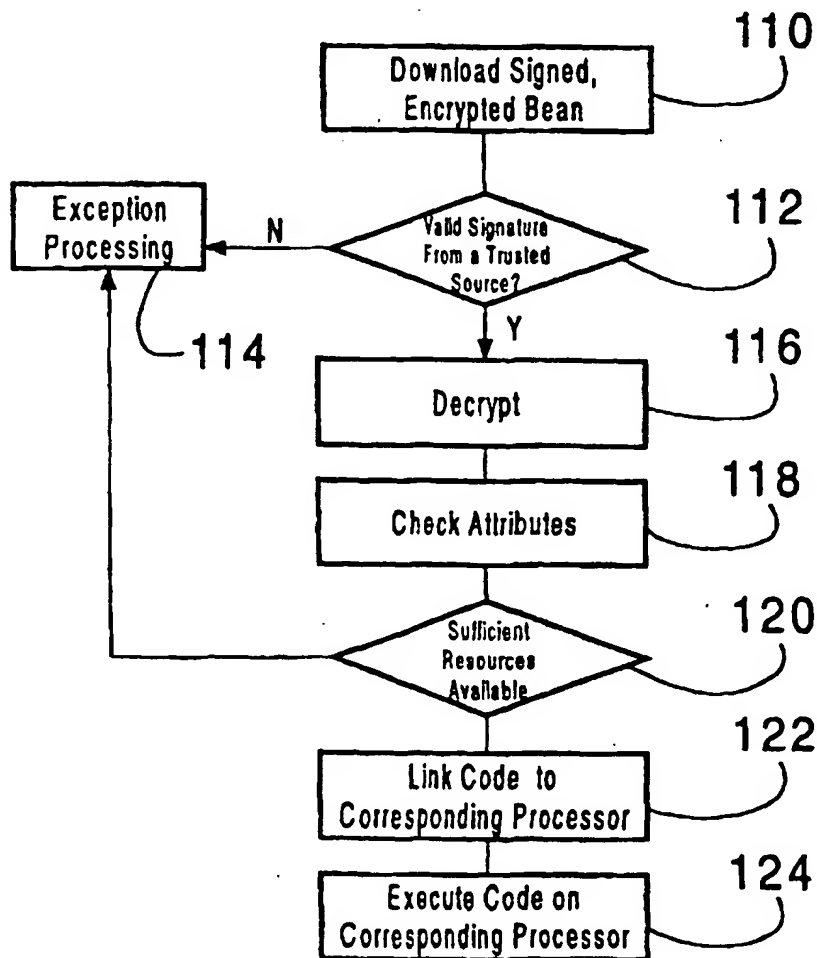 110
Download Signed,
Encrypted Bean
112
Valid Signature
From a Trusted
Source?
N
Exception
Processing
114
Y
116
Decrypt
118
Check Attributes
120
Sufficient
Resources
Available
122
Link Code to
Corresponding Processor
124
Execute Code on
Corresponding Processor